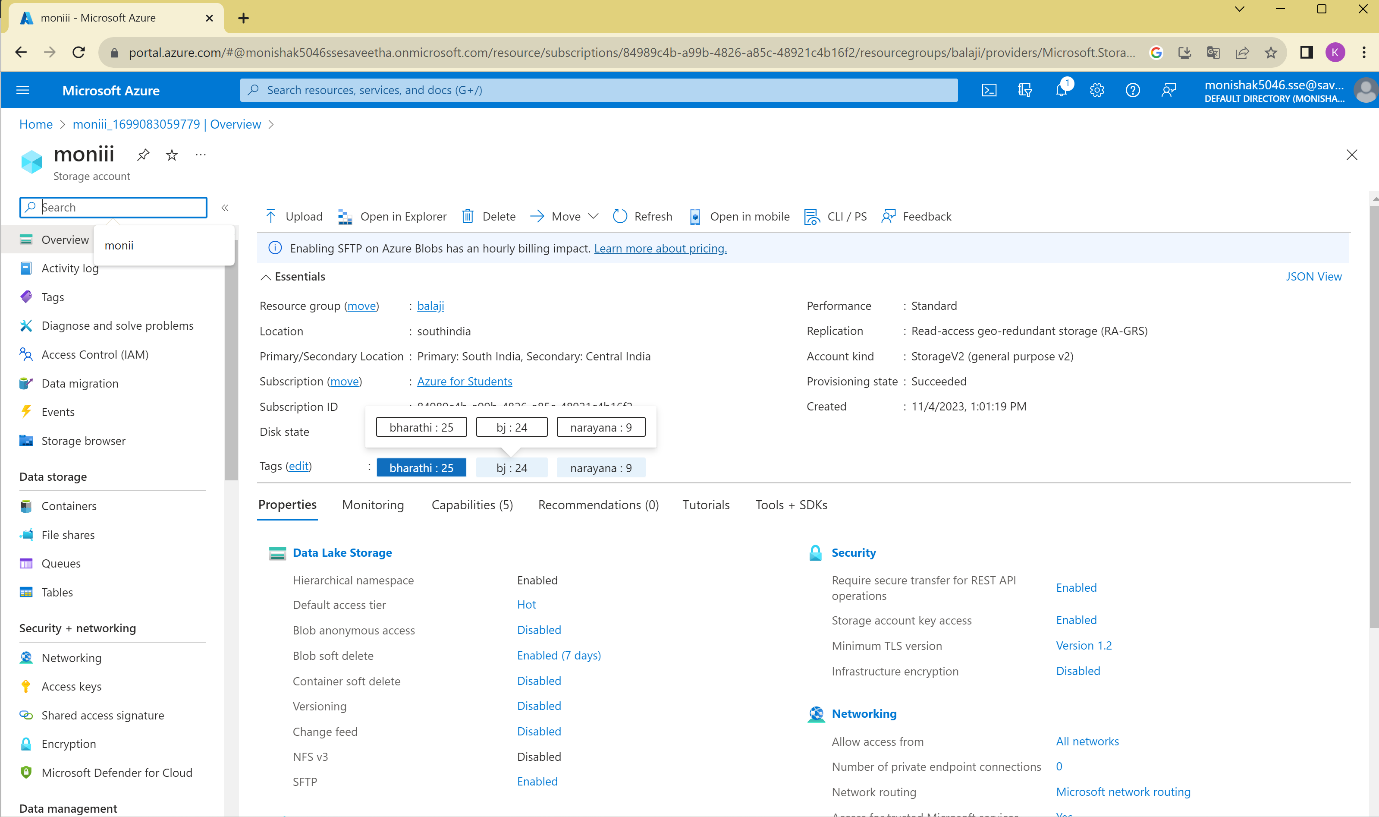 moniii - Microsoft Azure
portal.azure.com/#@monishak5046ssesaveetha.onmicrosoft.com/resource/subscriptions/84989c4b-a99b-4826-a85c-48921c4b16f2/resourcegroups/balaji/providers/Microsoft.Stora...
K
Microsoft Azure
Search resources, services, and docs (G+/)
1
monishak5046.sse@sav...
DEFAULT DIRECTORY (MONISHA...
Home > moniii_1699083059779 | Overview >
moniii
Storage account
Search
monii
Overview
Activity log
Tags
Diagnose and solve problems
Access Control (IAM)
Data migration
Events
Storage browser
Data storage
Containers
File shares
Queues
Tables
Security + networking
Networking
Access keys
Shared access signature
Encryption
Microsoft Defender for Cloud
Data management
Upload Open in Explorer Delete Move Refresh Open in mobile CLI / PS Feedback
Enabling SFTP on Azure Blobs has an hourly billing impact. Learn more about pricing.
Essentials
JSON View
Resource group (move) : balaji
Location : southindia
Primary/Secondary Location : Primary: South India, Secondary: Central India
Subscription (move) : Azure for Students
Subscription ID
Disk state
bharathi : 25 bj : 24 narayana : 9
Tags (edit) : bharathi : 25 bj : 24 narayana : 9
Performance : Standard
Replication : Read-access geo-redundant storage (RA-GRS)
Account kind : StorageV2 (general purpose v2)
Provisioning state : Succeeded
Created : 11/4/2023, 1:01:19 PM
Properties Monitoring Capabilities (5) Recommendations (0) Tutorials Tools + SDKs
Data Lake Storage
Hierarchical namespace Enabled
Default access tier Hot
Blob anonymous access Disabled
Blob soft delete Enabled (7 days)
Container soft delete Disabled
Versioning Disabled
Change feed Disabled
NFS v3 Disabled
SFTP Enabled
Security
Require secure transfer for REST API
operations Enabled
Storage account key access Enabled
Minimum TLS version Version 1.2
Infrastructure encryption Disabled
Networking
Allow access from All networks
Number of private endpoint connections 0
Network routing Microsoft network routing